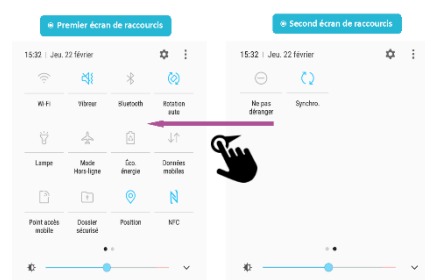 Premier écran de raccourcis
Second écran de raccourcis
15:32 | Jeu. 22 février
15:32 | Jeu. 22 février
Wi-Fi
Vibreur
Bluetooth
Rotation
auto
Ne pas
déranger
Synchro.
Lampe
Mode
Hors ligne
Éco.
énergie
Données
mobiles
Point accès
mobile
Dossier
sécurisé
Position
NFC